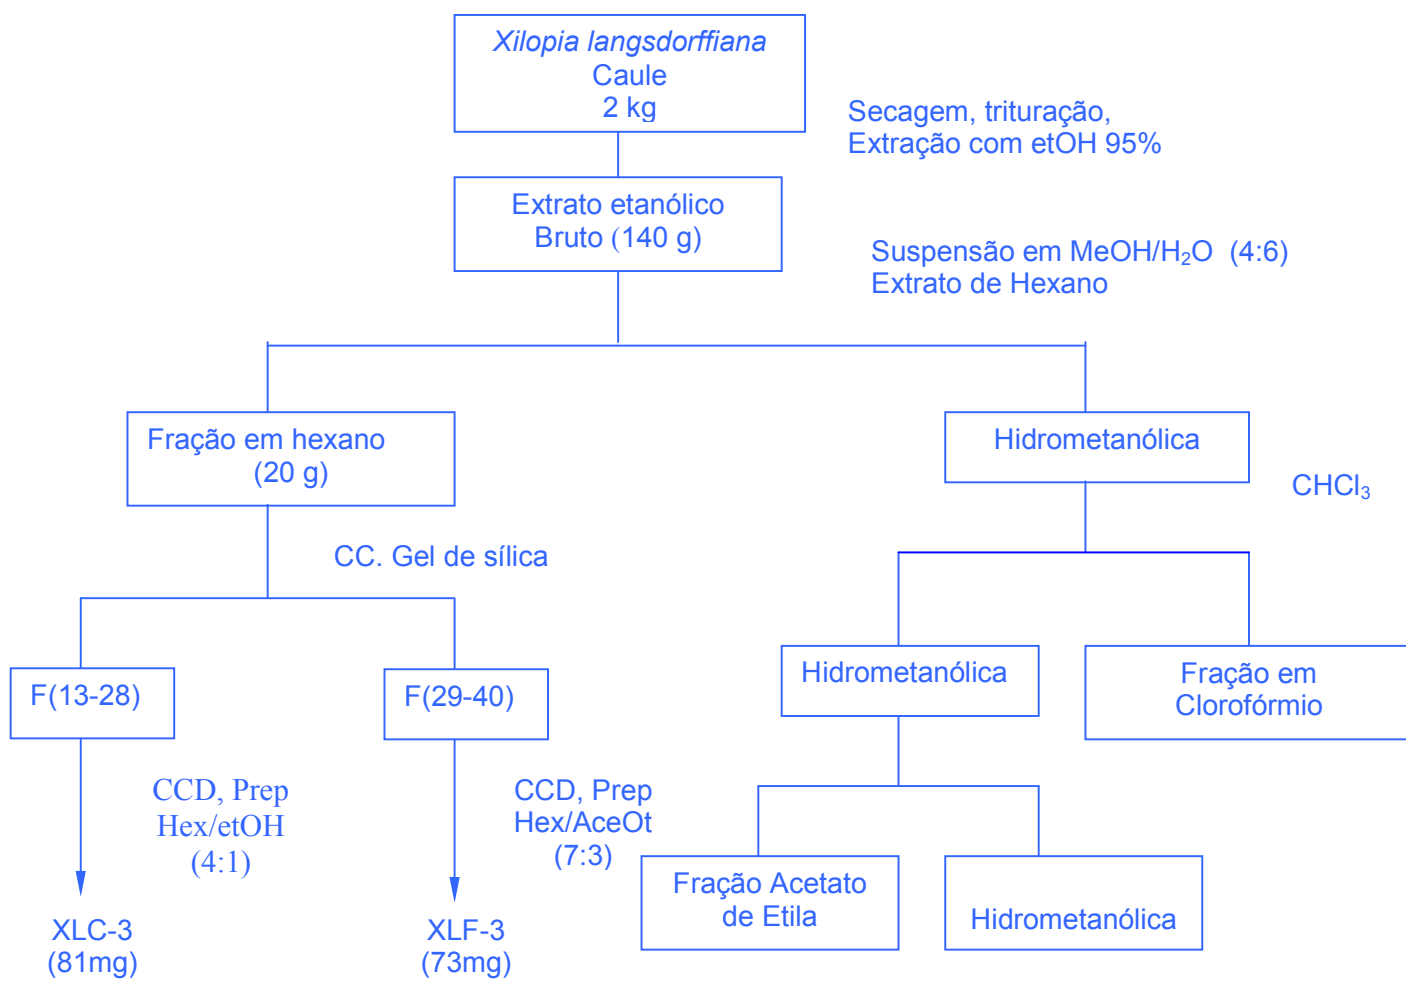 Xilopia langsdorffiana
Caule
2 kg
Secagem, trituração,
Extração com etOH 95%
Extrato etanólico
Bruto (140 g)
Suspensão em MeOH/H₂O (4:6)
Extrato de Hexano
Fração em hexano
(20 g)
Hidrometanólica
CHCl₃
CC. Gel de sílica
F(13-28)
F(29-40)
Hidrometanólica
Fração em
Clorofórmio
CCD, Prep
Hex/etOH
(4:1)
CCD, Prep
Hex/AceOt
(7:3)
Fração Acetato
de Etila
Hidrometanólica
XLC-3
(81mg)
XLF-3
(73mg)